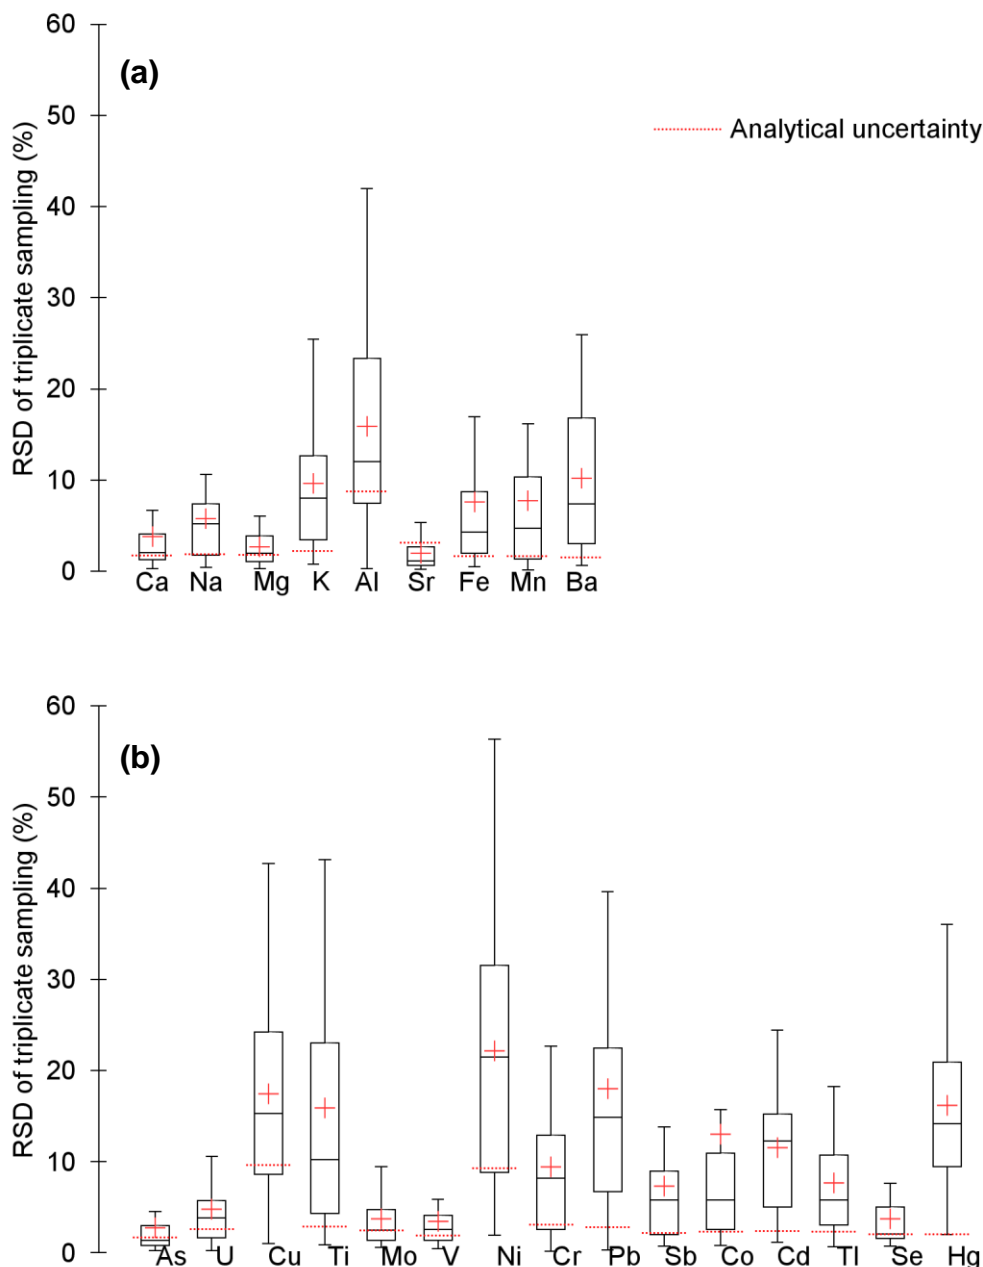 60
(a)
50
Analytical uncertainty
40
30
20
10
0
RSD of triplicate sampling (%)
Ca Na Mg K Al Sr Fe Mn Ba
60
(b)
50
40
30
20
10
0
RSD of triplicate sampling (%)
As U Cu Ti Mo V Ni Cr Pb Sb Co Cd Tl Se Hg